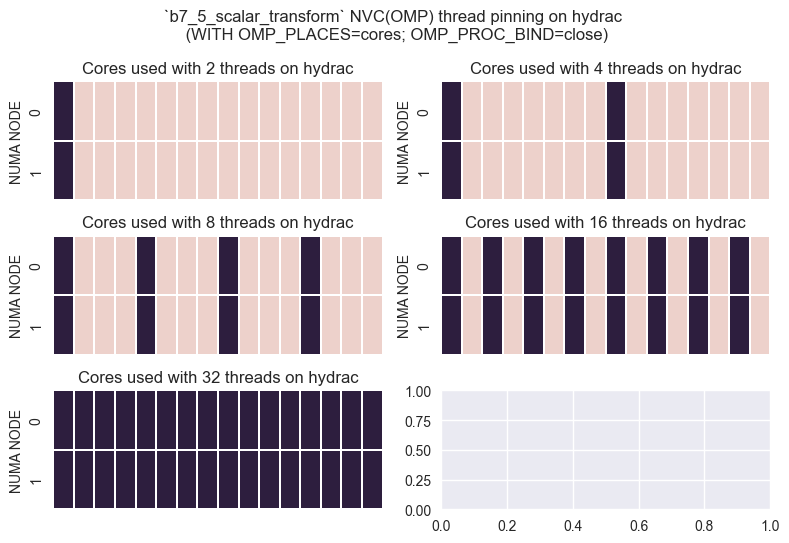 `b7_5_scalar_transform` NVC(OMP) thread pinning on hydrac
(WITH OMP_PLACES=cores; OMP_PROC_BIND=close)
Cores used with 2 threads on hydrac
NUMA NODE
0
1
Cores used with 4 threads on hydrac
NUMA NODE
0
1
Cores used with 8 threads on hydrac
NUMA NODE
0
1
Cores used with 16 threads on hydrac
NUMA NODE
0
1
Cores used with 32 threads on hydrac
NUMA NODE
0
1
1.00
0.75
0.50
0.25
0.00
0.0 0.2 0.4 0.6 0.8 1.0